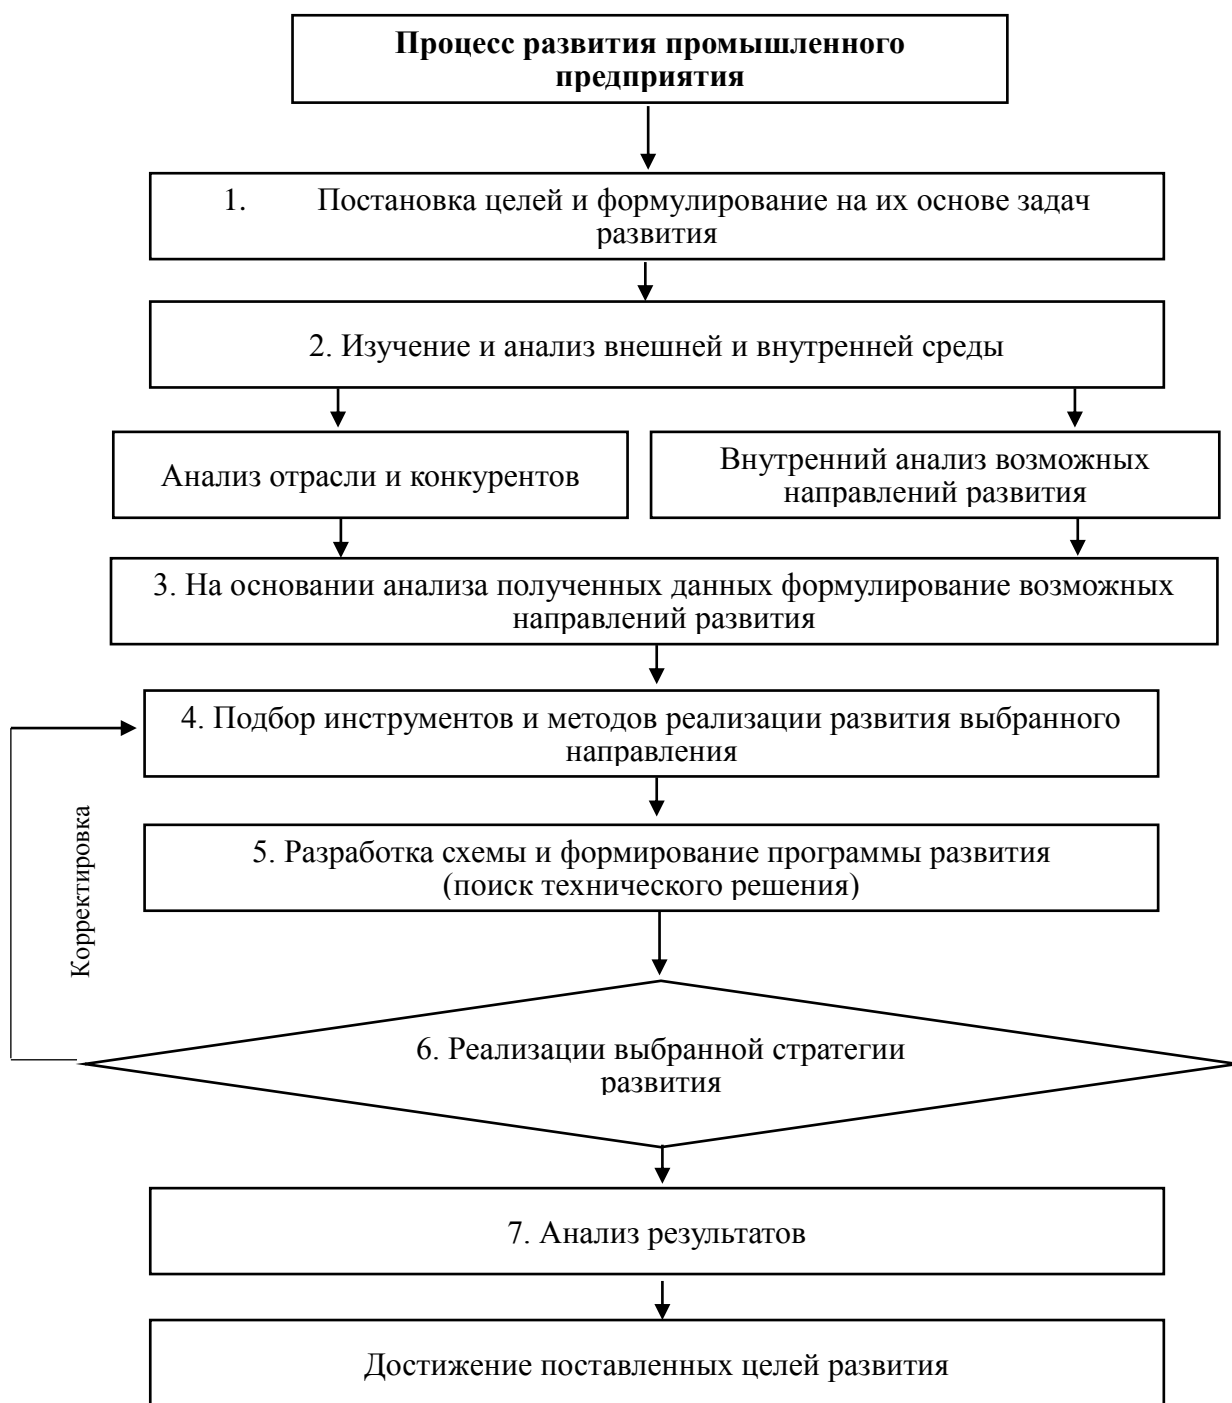 Процесс развития промышленного
предприятия
1. Постановка целей и формулирование на их основе задач
развития
2. Изучение и анализ внешней и внутренней среды
Анализ отрасли и конкурентов
Внутренний анализ возможных
направлений развития
3. На основании анализа полученных данных формулирование возможных
направлений развития
4. Подбор инструментов и методов реализации развития выбранного
направления
Корректировка
5. Разработка схемы и формирование программы развития
(поиск технического решения)
6. Реализации выбранной стратегии
развития
7. Анализ результатов
Достижение поставленных целей развития